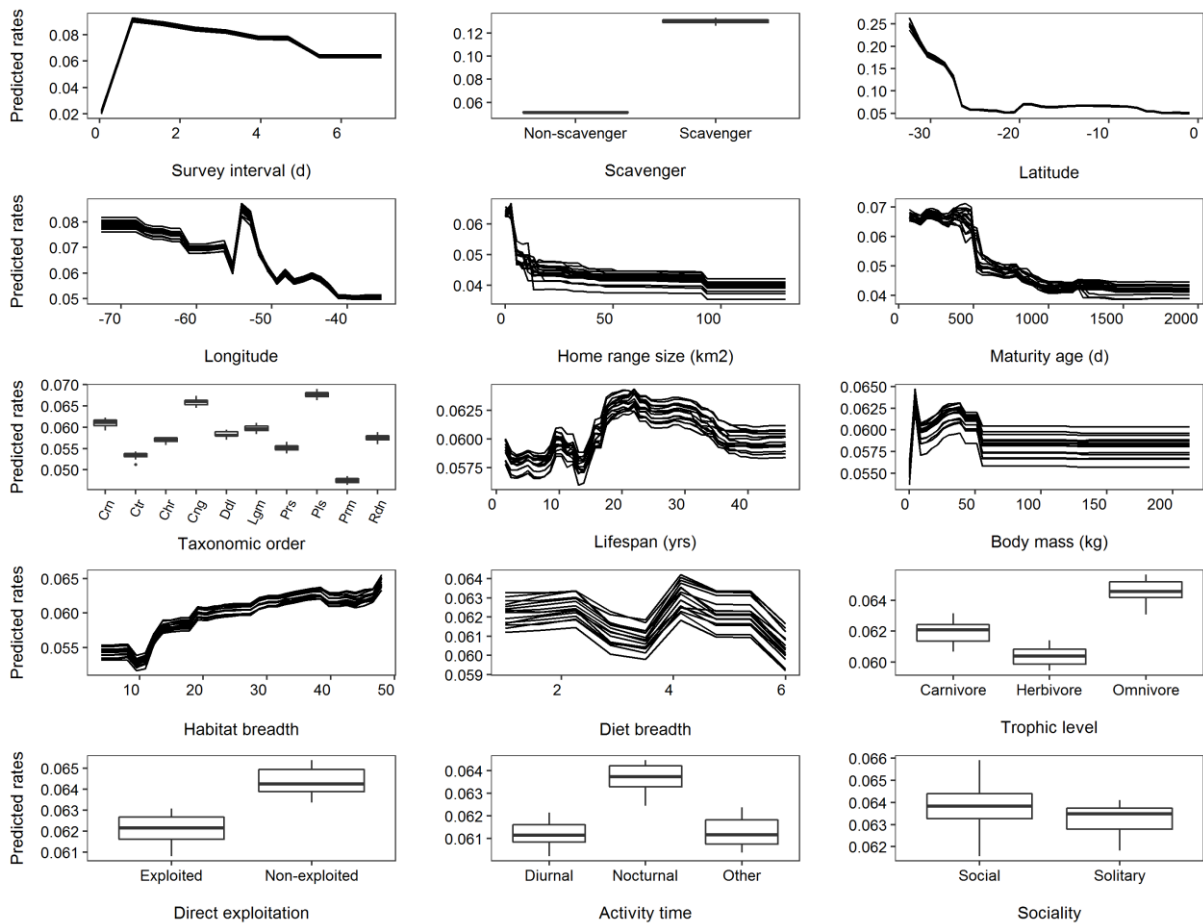 Predicted rates
0.08
0.06
0.04
0.02
0 2 4 6
Survey interval (d)
0.12
0.09
0.06
Non-scavenger Scavenger
Scavenger
0.25
0.20
0.15
0.10
0.05
-30 -20 -10 0
Latitude
Predicted rates
0.08
0.07
0.06
0.05
-70 -60 -50 -40
Longitude
0.06
0.05
0.04
0 50 100
Home range size (km2)
0.07
0.06
0.05
0.04
0 500 1000 1500 2000
Maturity age (d)
Predicted rates
0.070
0.065
0.060
0.055
0.050
Crn Ctr Chr Cng Ddl Lgm Prs Pls Prm Rdn
Taxonomic order
0.0625
0.0600
0.0575
0 10 20 30 40
Lifespan (yrs)
0.0650
0.0625
0.0600
0.0575
0.0550
0 50 100 150 200
Body mass (kg)
Predicted rates
0.065
0.060
0.055
10 20 30 40 50
Habitat breadth
0.064
0.063
0.062
0.061
0.060
0.059
2 4 6
Diet breadth
0.064
0.062
0.060
Carnivore Herbivore Omnivore
Trophic level
Predicted rates
0.065
0.064
0.063
0.062
0.061
Exploited Non-exploited
Direct exploitation
0.064
0.063
0.062
0.061
Diurnal Nocturnal Other
Activity time
0.066
0.065
0.064
0.063
0.062
Social Solitary
Sociality